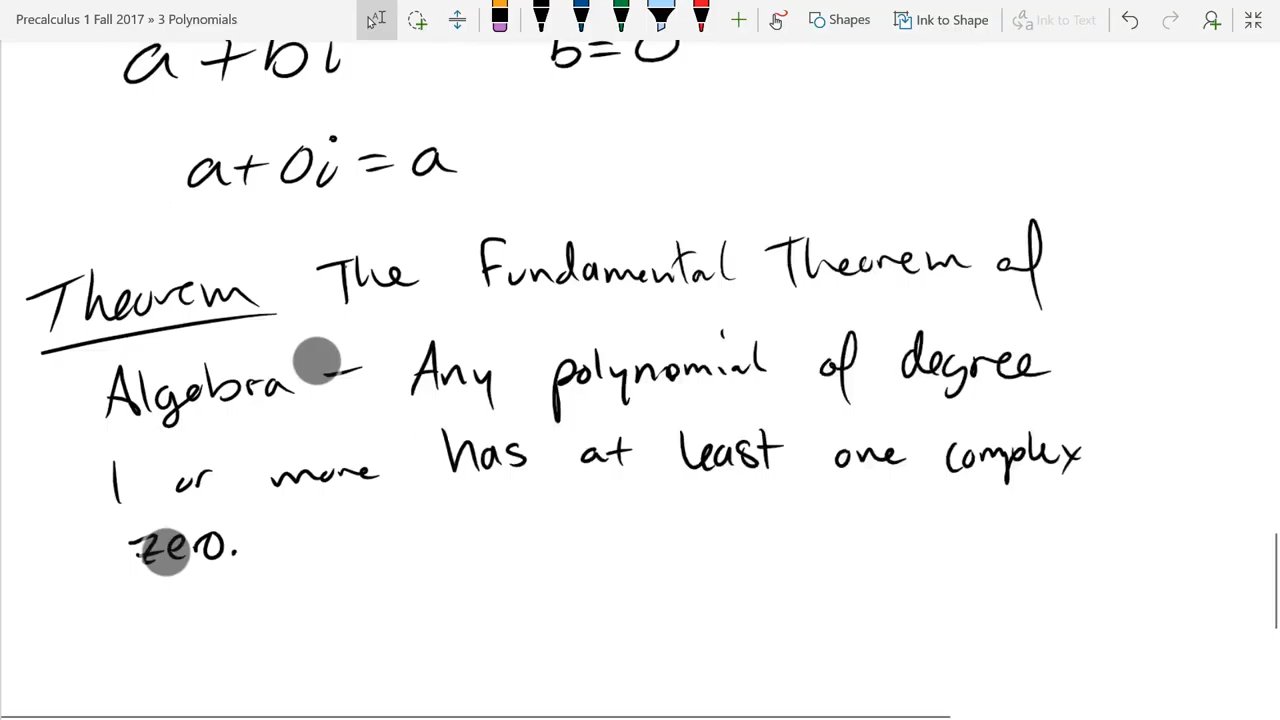 Precalculus 1 Fall 2017 » 3 Polynomials
Shapes
Ink to Shape
Ink to Text
a+bi b=0
a+0i=a
Theorem The Fundamental Theorem of
Algebra - Any polynomial of degree
1 or more has at least one complex
zero.